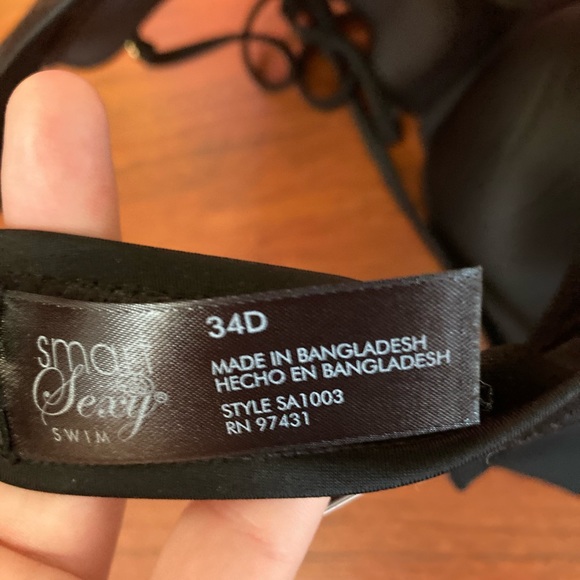 smart
&
Sexy®
SWIM
34D
MADE IN BANGLADESH
HECHO EN BANGLADESH
STYLE SA1003
RN 97431